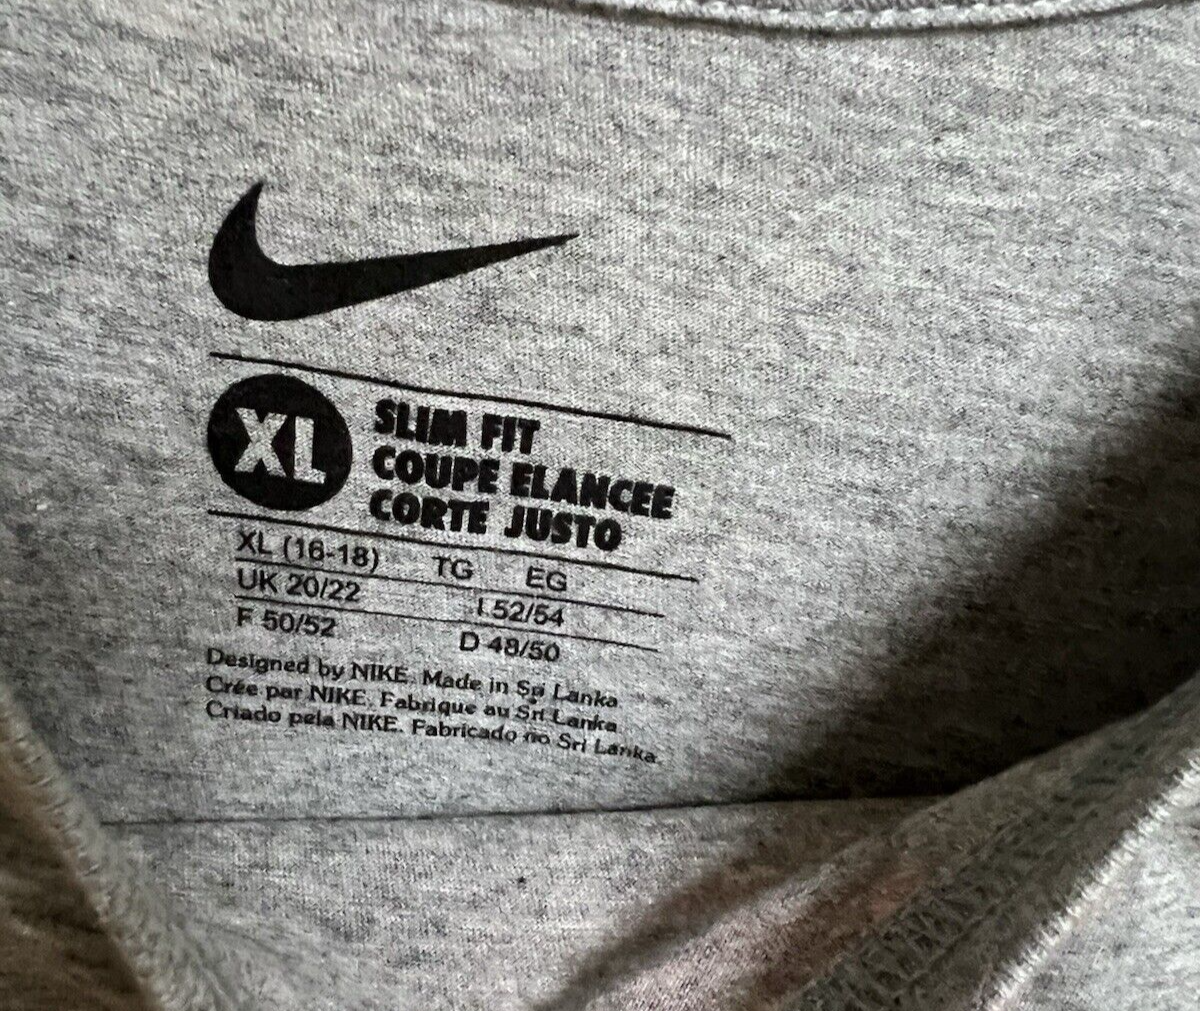 XL
SLIM FIT
COUPE ELANCEE
CORTE JUSTO
XL (16-18) TG EG
UK 20/22 I 52/54
F 50/52 D 48/50
Designed by NIKE. Made in Sri Lanka
Crée par NIKE. Fabrique au Sri Lanka
Criado pela NIKE. Fabricado no Sri Lanka.